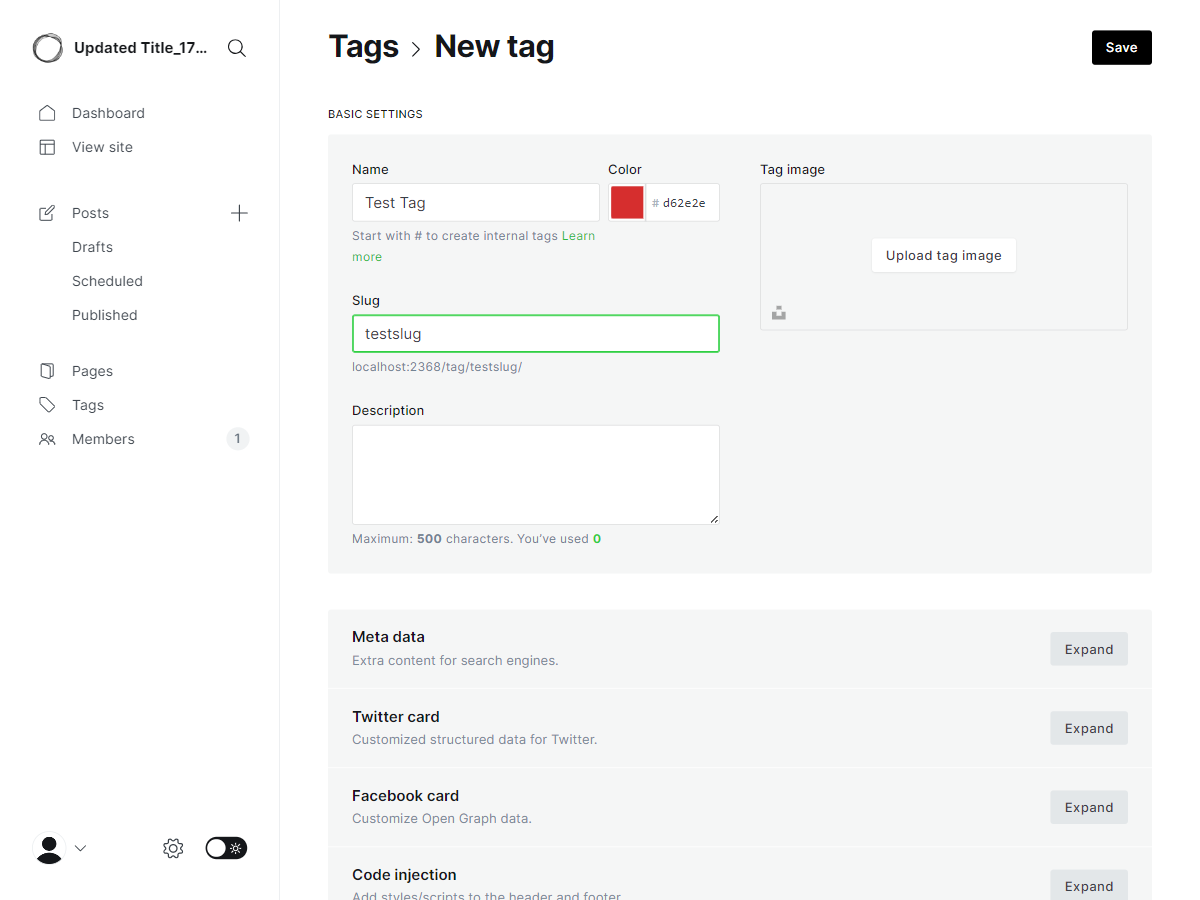 Updated Title_17...
Dashboard
View site
Posts
Drafts
Scheduled
Published
Pages
Tags
Members
1
Tags > New tag
Save
BASIC SETTINGS
Name
Color
Tag image
Test Tag
# d62e2e
Start with # to create internal tags Learn
more
Upload tag image
Slug
testslug
localhost:2368/tag/testslug/
Description
Maximum: 500 characters. You’ve used 0
Meta data
Extra content for search engines.
Expand
Twitter card
Customized structured data for Twitter.
Expand
Facebook card
Customize Open Graph data.
Expand
Code injection
Add styles/scripts to the header and footer.
Expand